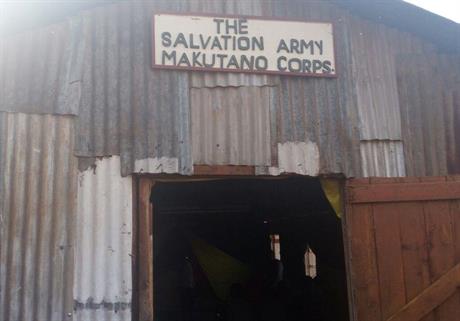 THE
SALVATION ARMY
MAKUTANO CORPS.